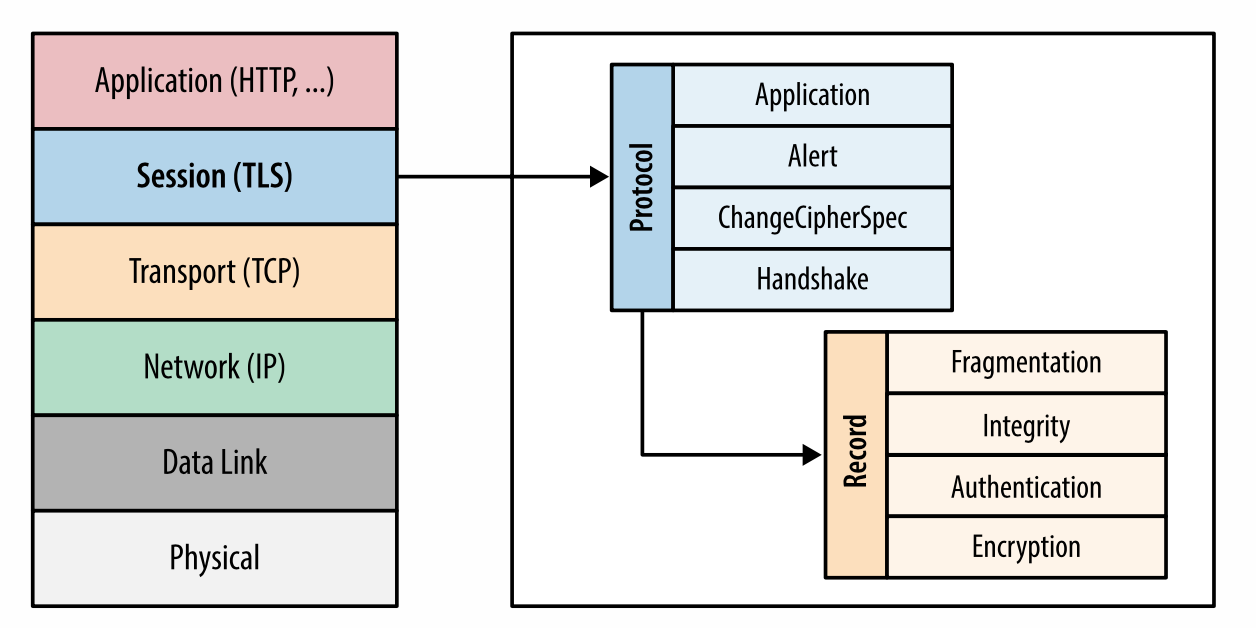 Application (HTTP, ...)
Session (TLS)
Transport (TCP)
Network (IP)
Data Link
Physical
Protocol
Application
Alert
ChangeCipherSpec
Handshake
Record
Fragmentation
Integrity
Authentication
Encryption